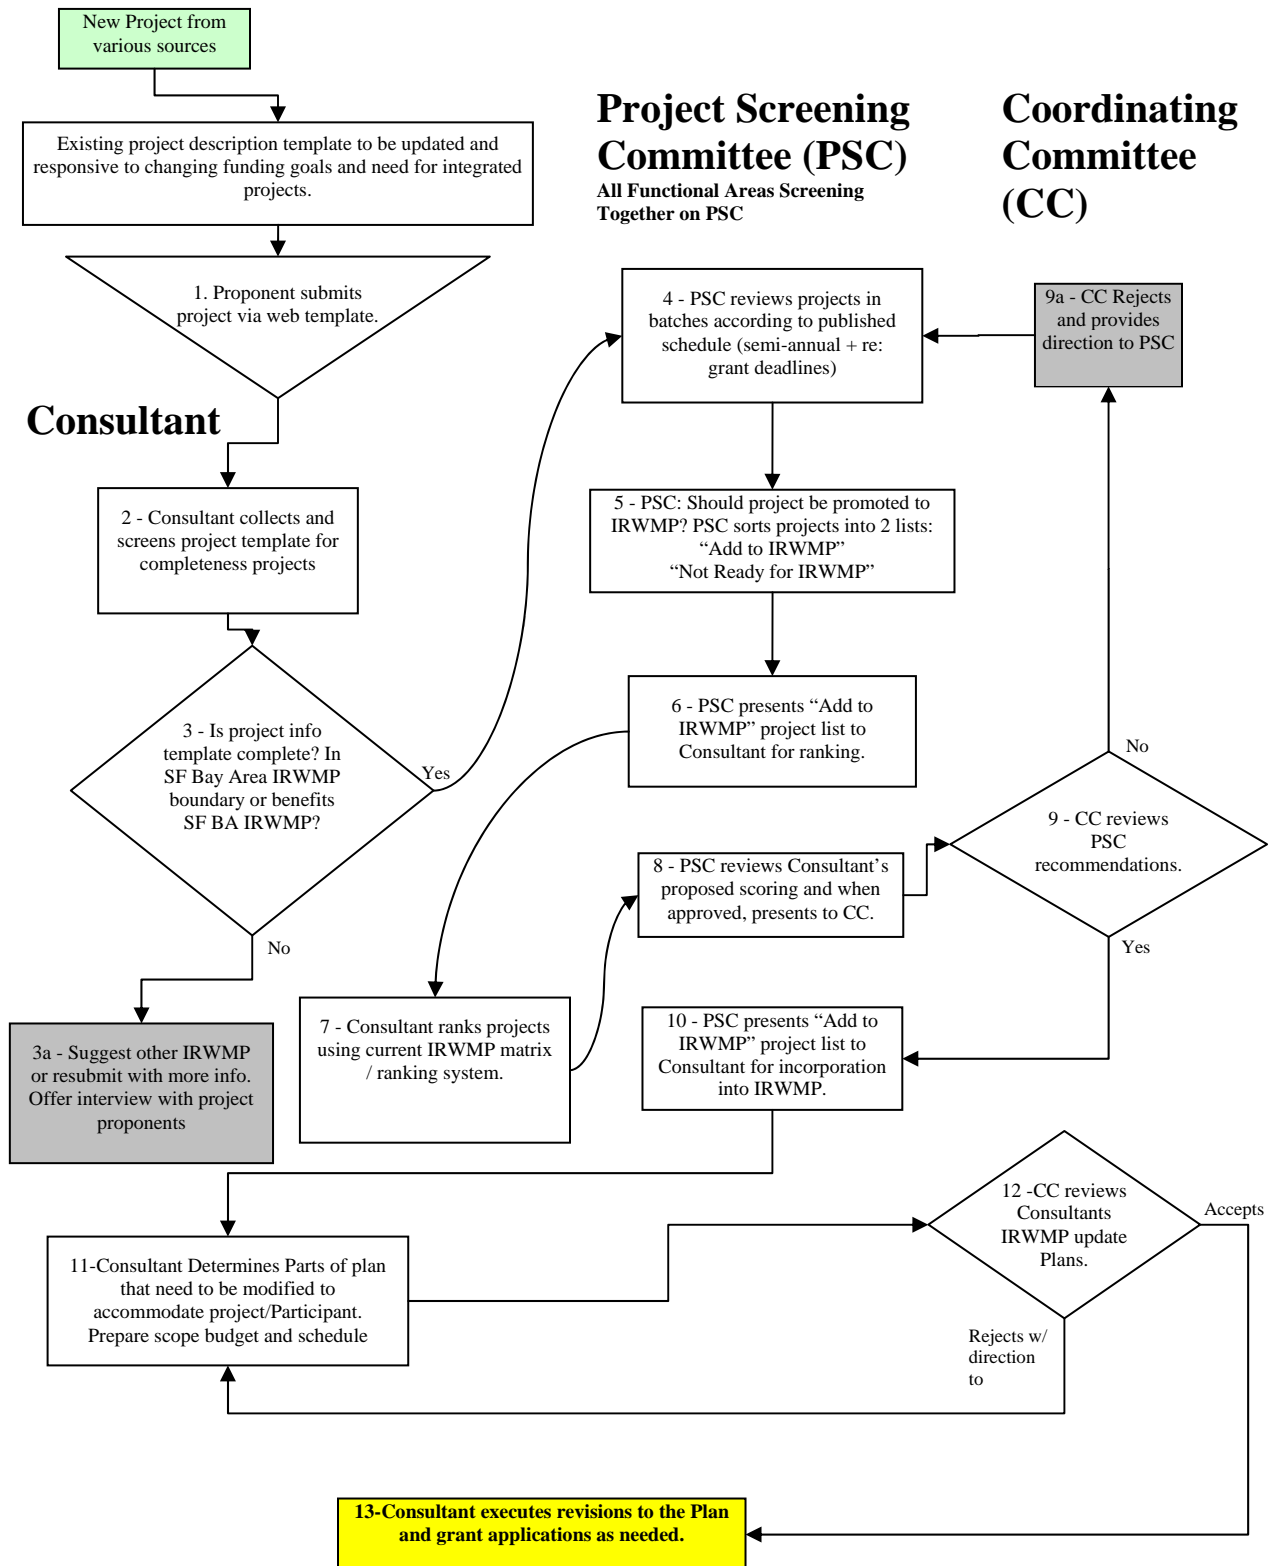 New Project from
various sources
Existing project description template to be updated and
responsive to changing funding goals and need for integrated
projects.
1. Proponent submits
project via web template.
Consultant
2 - Consultant collects and
screens project template for
completeness projects
3 - Is project info
template complete? In
SF Bay Area IRWMP
boundary or benefits
SF BA IRWMP?
Yes
No
3a - Suggest other IRWMP
or resubmit with more info.
Offer interview with project
proponents
Project Screening
Committee (PSC)
All Functional Areas Screening
Together on PSC
4 - PSC reviews projects in
batches according to published
schedule (semi-annual + re:
grant deadlines)
5 - PSC: Should project be promoted to
IRWMP? PSC sorts projects into 2 lists:
“Add to IRWMP”
“Not Ready for IRWMP”
6 - PSC presents “Add to
IRWMP” project list to
Consultant for ranking.
7 - Consultant ranks projects
using current IRWMP matrix
/ ranking system.
8 - PSC reviews Consultant’s
proposed scoring and when
approved, presents to CC.
Coordinating
Committee
(CC)
9a - CC Rejects
and provides
direction to PSC
No
9 - CC reviews
PSC
recommendations.
Yes
10 - PSC presents “Add to
IRWMP” project list to
Consultant for incorporation
into IRWMP.
11-Consultant Determines Parts of plan
that need to be modified to
accommodate project/Participant.
Prepare scope budget and schedule
12 -CC reviews
Consultants
IRWMP update
Plans.
Accepts
Rejects w/
direction
to
13-Consultant executes revisions to the Plan
and grant applications as needed.